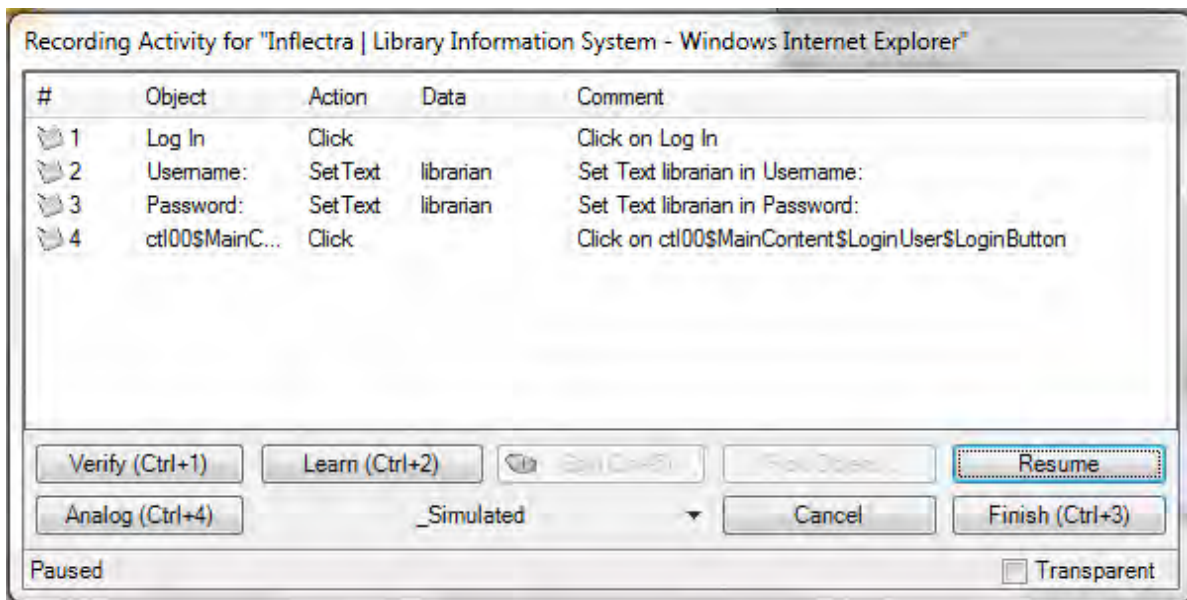 Recording Activity for "Inflectra | Library Information System - Windows Internet Explorer"
# Object Action Data Comment
1 Log In Click Click on Log In
2 Username: SetText librarian Set Text librarian in Username:
3 Password: SetText librarian Set Text librarian in Password:
4 ctl00$MainC... Click Click on ctl00$MainContent$LoginUser$LoginButton
Verify (Ctrl+1) Learn (Ctrl+2) Resume
Analog (Ctrl+4) _Simulated Cancel Finish (Ctrl+3)
Paused Transparent